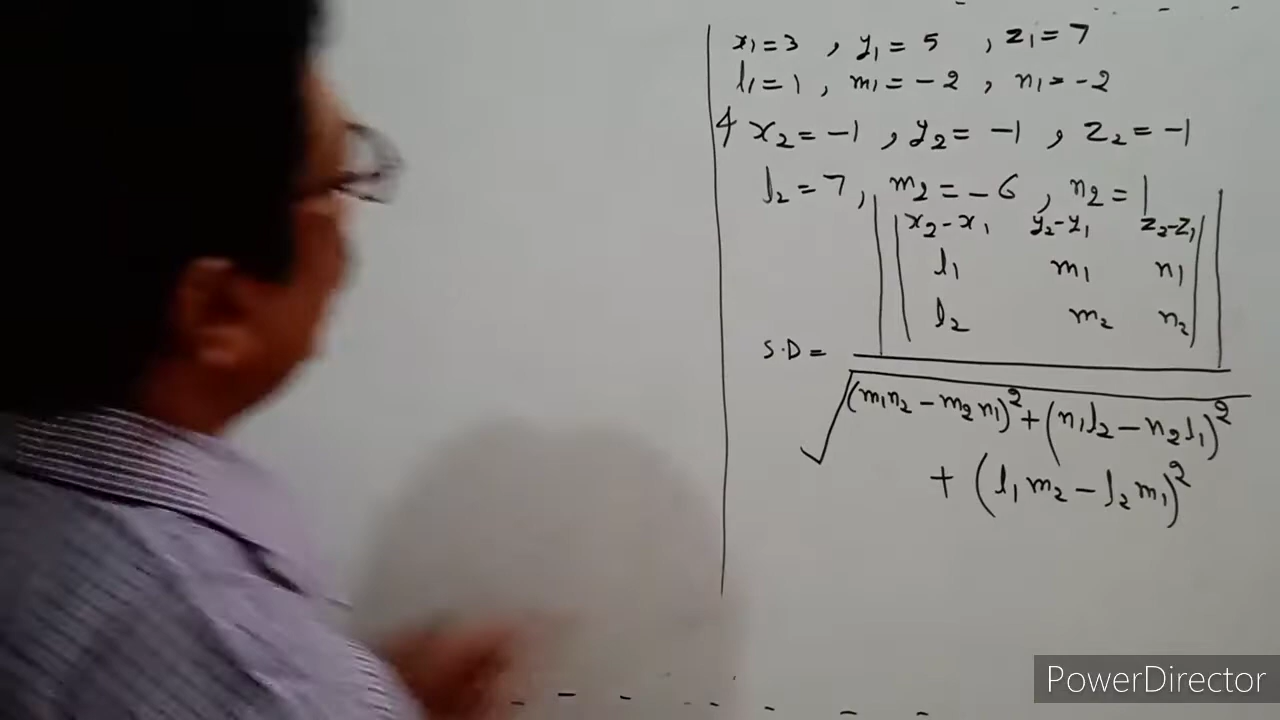 x₁ = 3 , y₁ = 5 , z₁ = 7
l₁ = 1 , m₁ = -2 , n₁ = -2
4 x₂ = -1 , y₂ = -1 , z₂ = -1
l₂ = 7 , m₂ = -6 , n₂ = 1
x₂-x₁ y₂-y₁ z₂-z₁
l₁ m₁ n₁
l₂ m₂ n₂
S.D =
√(m₁n₂ - m₂n₁)² + (n₁l₂ - n₂l₁)²
+ (l₁m₂ - l₂m₁)²
PowerDirector